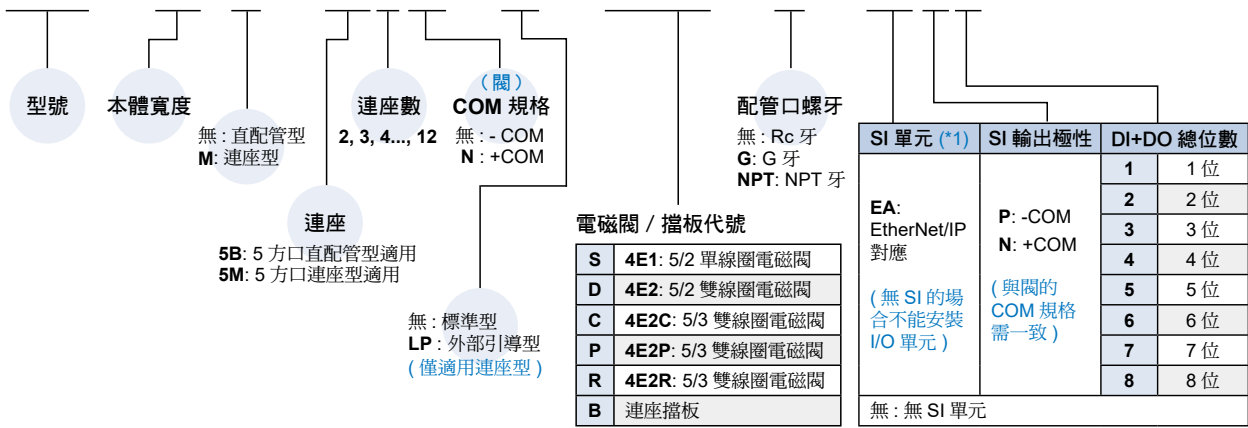 型號
本體寬度
無 : 直配管型
M: 連座型
連座
5B: 5 方口直配管型適用
5M: 5 方口連座型適用
連座數
2, 3, 4..., 12
( 閥 )
COM 規格
無 : - COM
N : +COM
無 : 標準型
LP : 外部引導型
( 僅適用連座型 )
電磁閥 / 擋板代號
S 4E1: 5/2 單線圈電磁閥
D 4E2: 5/2 雙線圈電磁閥
C 4E2C: 5/3 雙線圈電磁閥
P 4E2P: 5/3 雙線圈電磁閥
R 4E2R: 5/3 雙線圈電磁閥
B 連座擋板
配管口螺牙
無 : Rc 牙
G: G 牙
NPT: NPT 牙
SI 單元 (*1) SI 輸出極性 DI+DO 總位數
EA:
EtherNet/IP
對應
( 無 SI 的場
合不能安裝
I/O 單元 )
P: -COM
N: +COM
( 與閥的
COM 規格
需一致 )
1 1 位
2 2 位
3 3 位
4 4 位
5 5 位
6 6 位
7 7 位
8 8 位
無 : 無 SI 單元